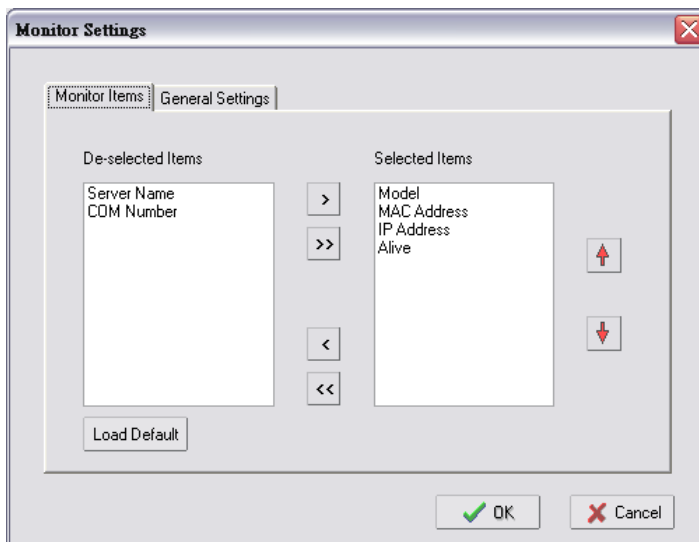 Monitor Settings
Monitor Items General Settings
De-selected Items
Server Name
COM Number
>
>>
<
<<
Selected Items
Model
MAC Address
IP Address
Alive
Load Default
OK Cancel